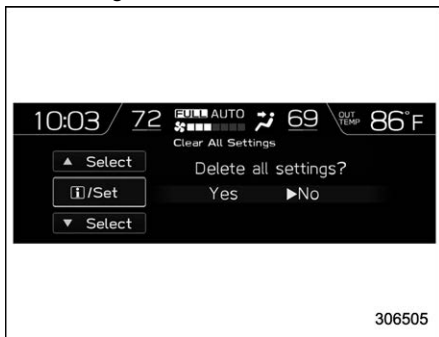 10:03 72 FULL AUTO 69 OUT TEMP 86°F
Clear All Settings
▲ Select
Delete all settings?
i/Set
Yes ▶No
▼ Select
306505